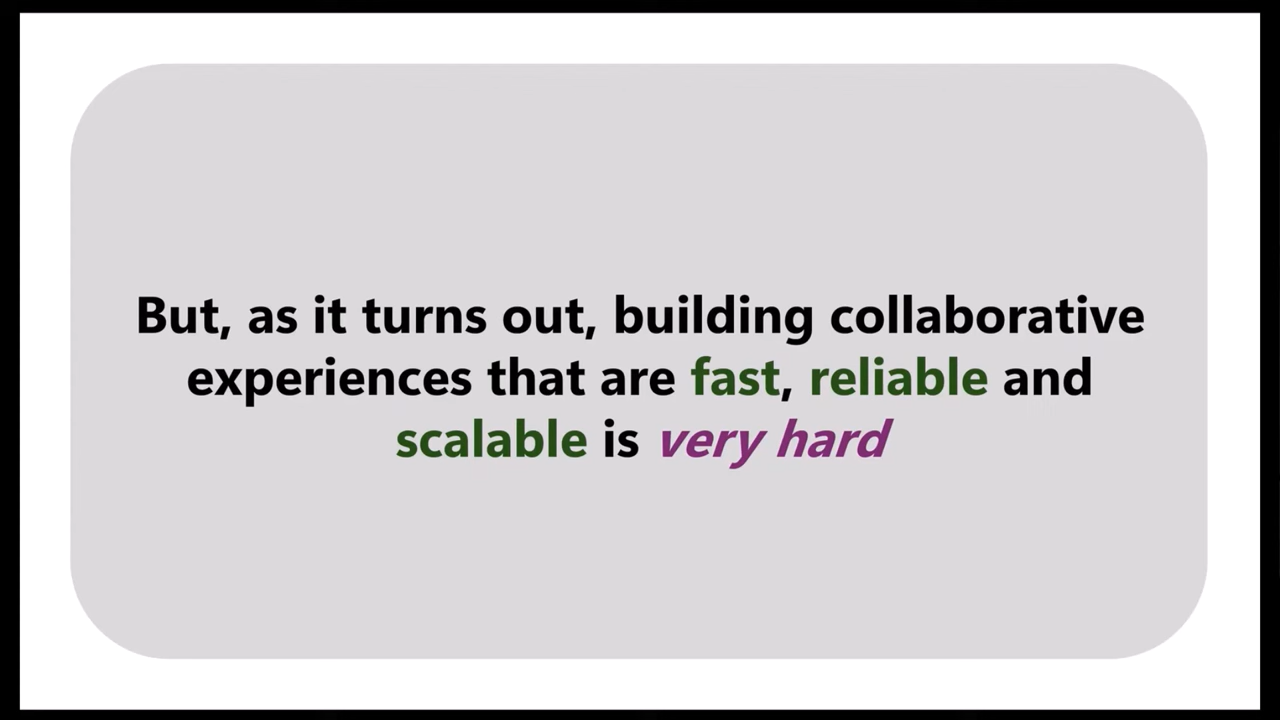 But, as it turns out, building collaborative
experiences that are fast, reliable and
scalable is very hard